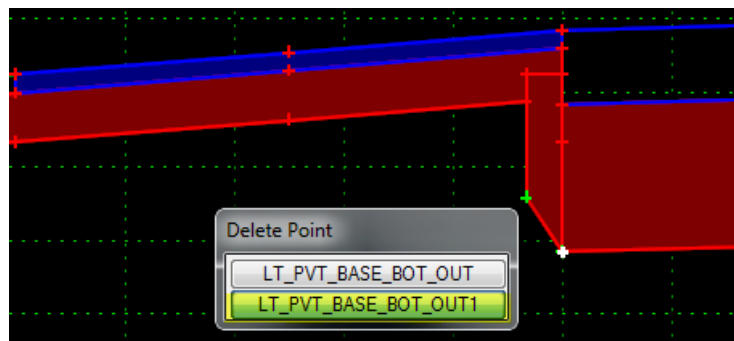 Delete Point
LT_PVT_BASE_BOT_OUT
LT_PVT_BASE_BOT_OUT1